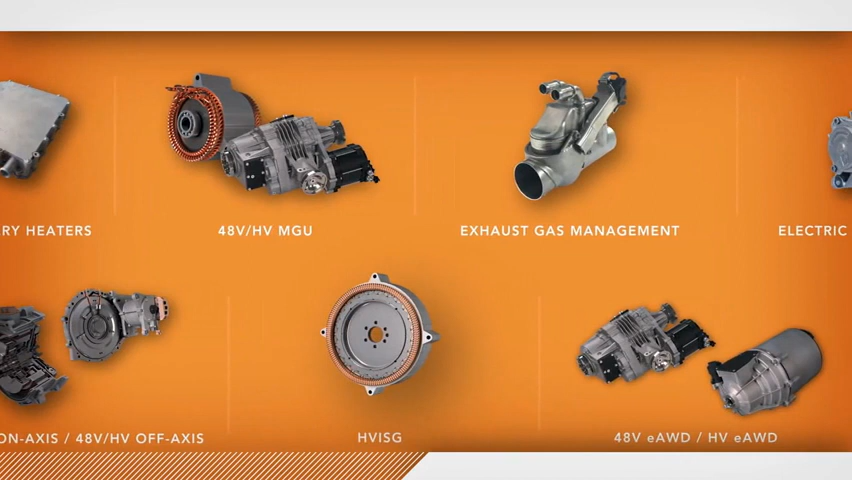 RY HEATERS
48V/HV MGU
EXHAUST GAS MANAGEMENT
ELECTRIC
ON-AXIS / 48V/HV OFF-AXIS
HVISG
48V eAWD / HV eAWD